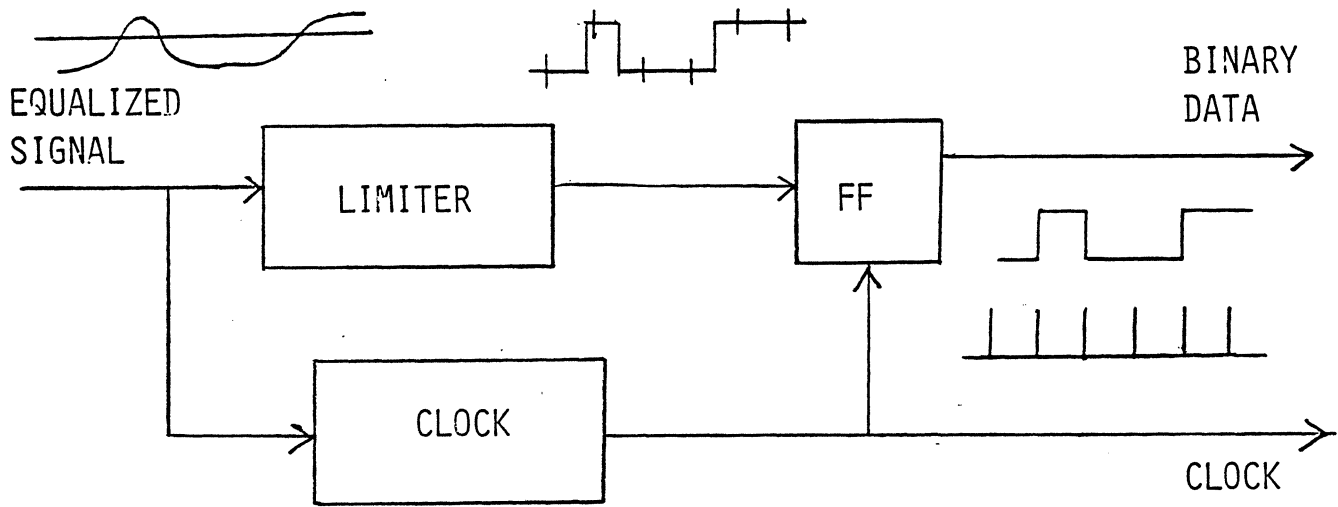 EQUALIZED
SIGNAL
LIMITER
FF
BINARY
DATA
CLOCK
CLOCK